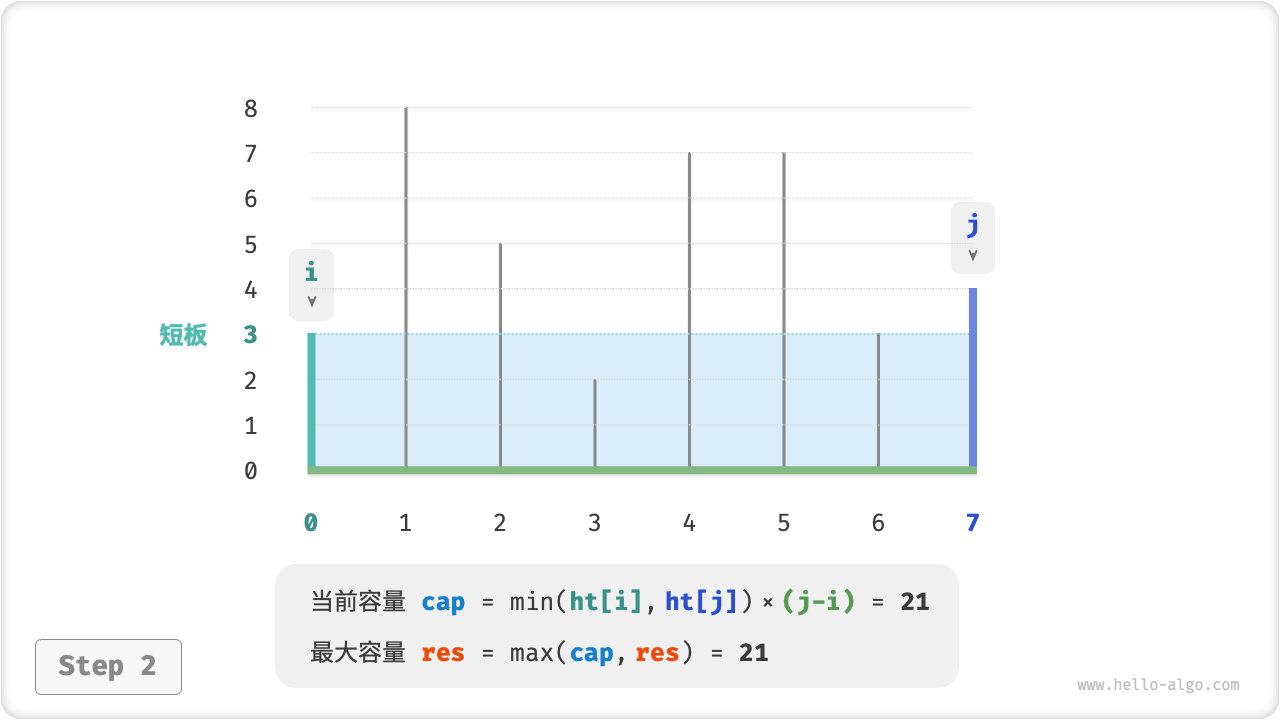 8
7
6
5
4
短板 3
2
1
0
i
j
0 1 2 3 4 5 6 7
当前容量 cap = min(ht[i], ht[j]) × (j-i) = 21
最大容量 res = max(cap, res) = 21
Step 2
www.hello-algo.com